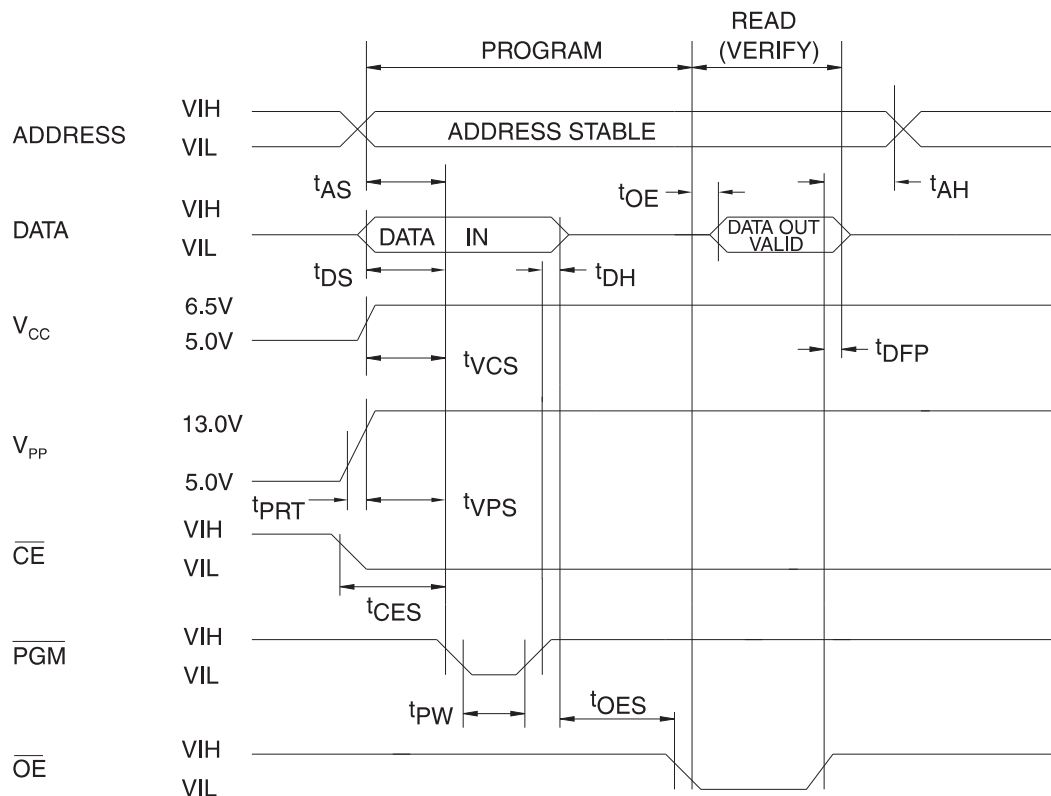 READ
PROGRAM (VERIFY)
ADDRESS VIH VIL ADDRESS STABLE
tAS tOE tAH
DATA VIH VIL DATA IN DATA OUT VALID
tDS tDH
VCC 6.5V 5.0V
tVCS tDFP
VPP 13.0V 5.0V
tPRT tVPS
CE VIH VIL
tCES
PGM VIH VIL
tPW tOES
OE VIH VIL